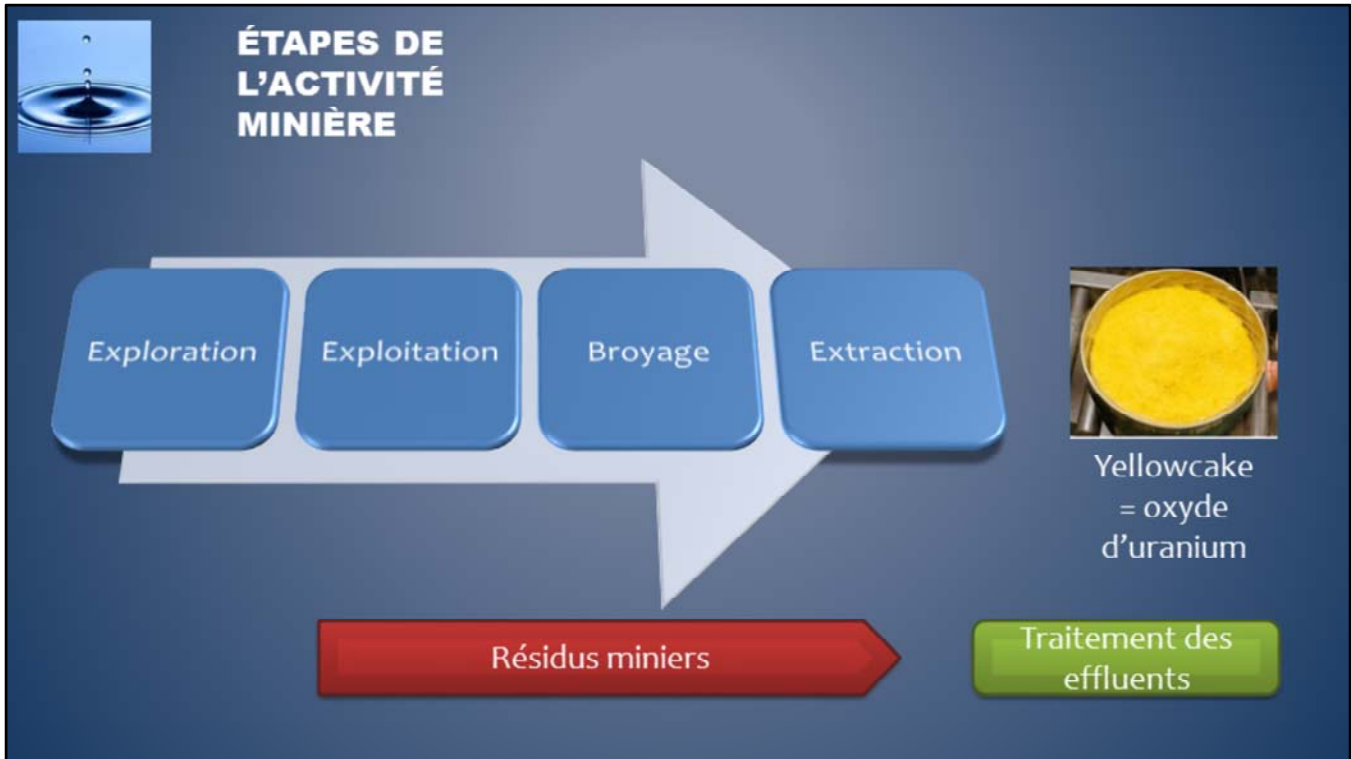 ÉTAPES DE
L'ACTIVITÉ
MINIÈRE
Exploration
Exploitation
Broyage
Extraction
Yellowcake
= oxyde
d'uranium
Résidus miniers
Traitement des
effluents